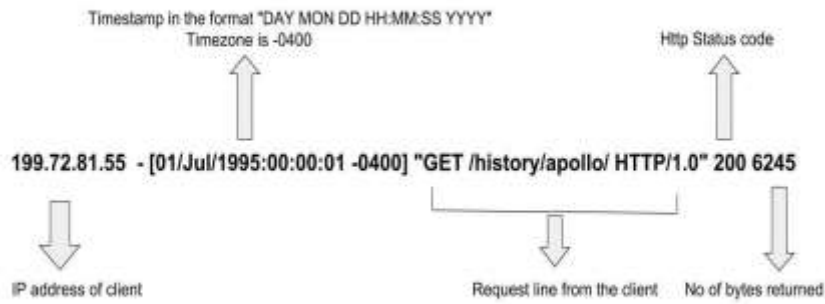 Timestamp in the format "DAY MON DD HH:MM:SS YYYY"
Timezone is -0400
Http Status code
199.72.81.55 - [01/Jul/1995:00:00:01 -0400] "GET /history/apollo/ HTTP/1.0" 200 6245
IP address of client
Request line from the client
No of bytes returned